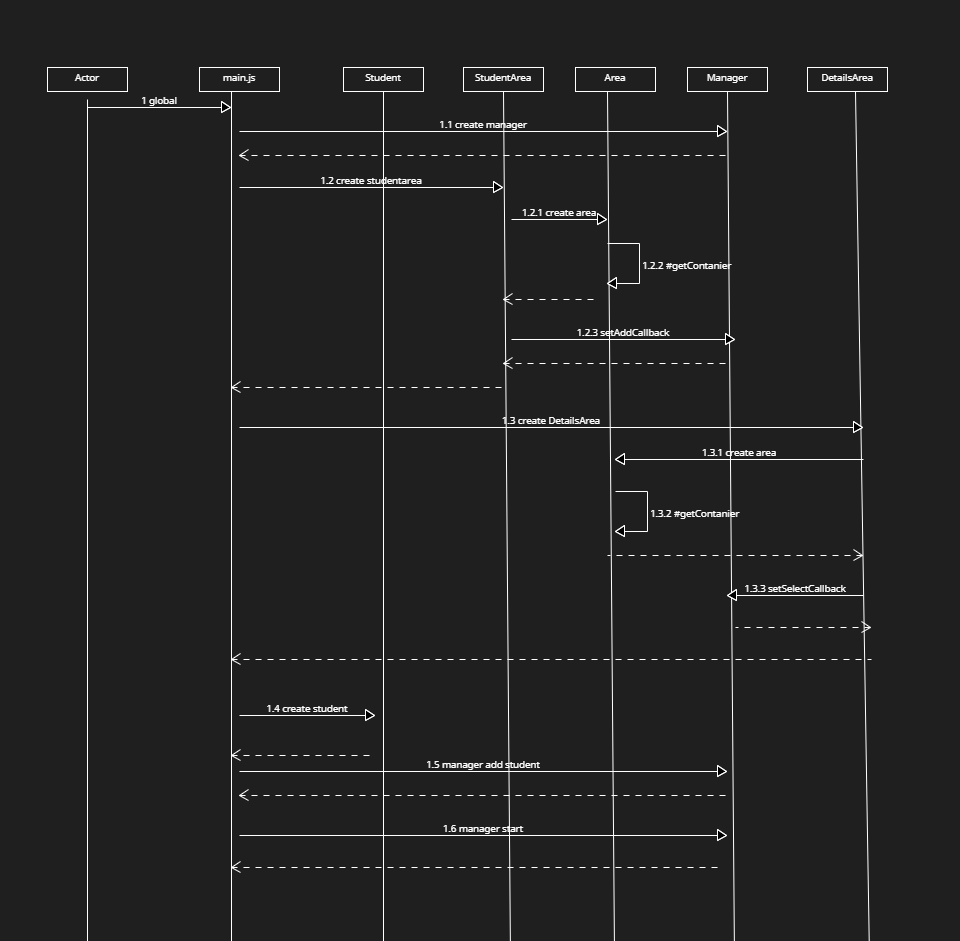 Actor
main.js
Student
StudentArea
Area
Manager
DetailsArea
1 global
1.1 create manager
1.2 create studentarea
1.2.1 create area
1.2.2 #getContanier
1.2.3 setAddCallback
1.3 create DetailsArea
1.3.1 create area
1.3.2 #getContanier
1.3.3 setSelectCallback
1.4 create student
1.5 manager add student
1.6 manager start